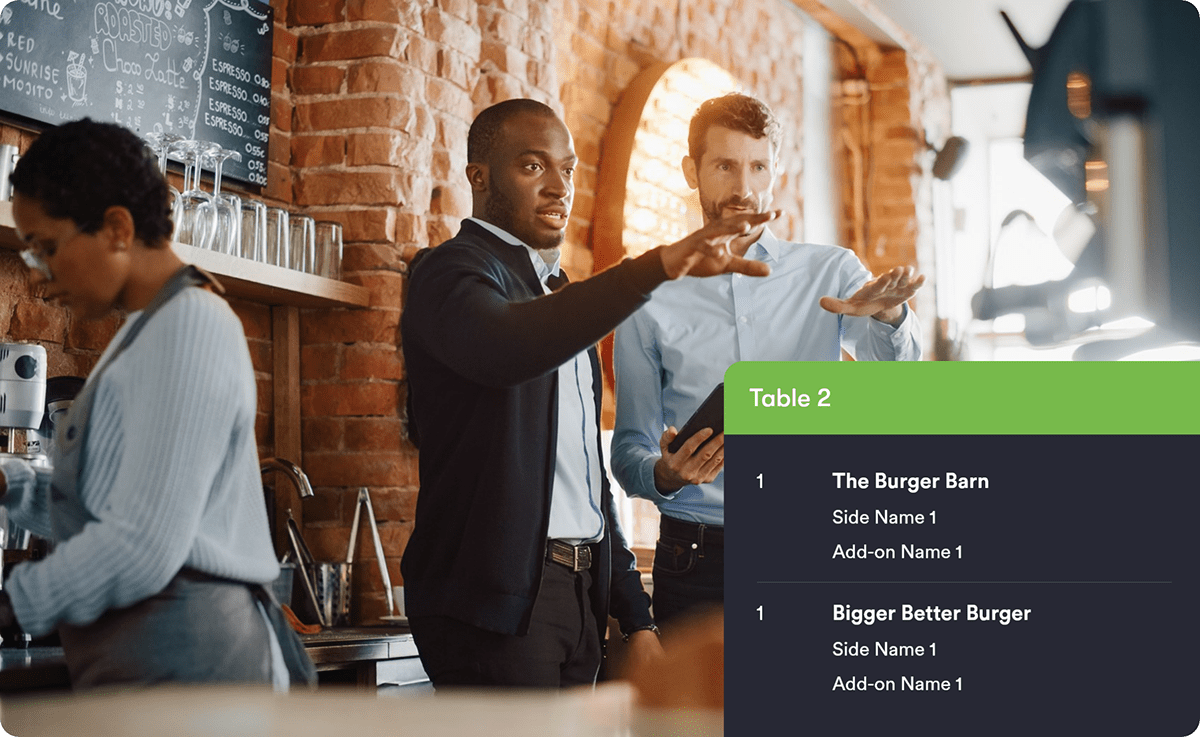 ROASTED
Choco Latte
RED
SUNRISE
MOJITO
ESPRESSO
ESPRESSO...
ESPRESSO...
ESPRESSO...
Table 2
1 The Burger Barn
Side Name 1
Add-on Name 1
1 Bigger Better Burger
Side Name 1
Add-on Name 1